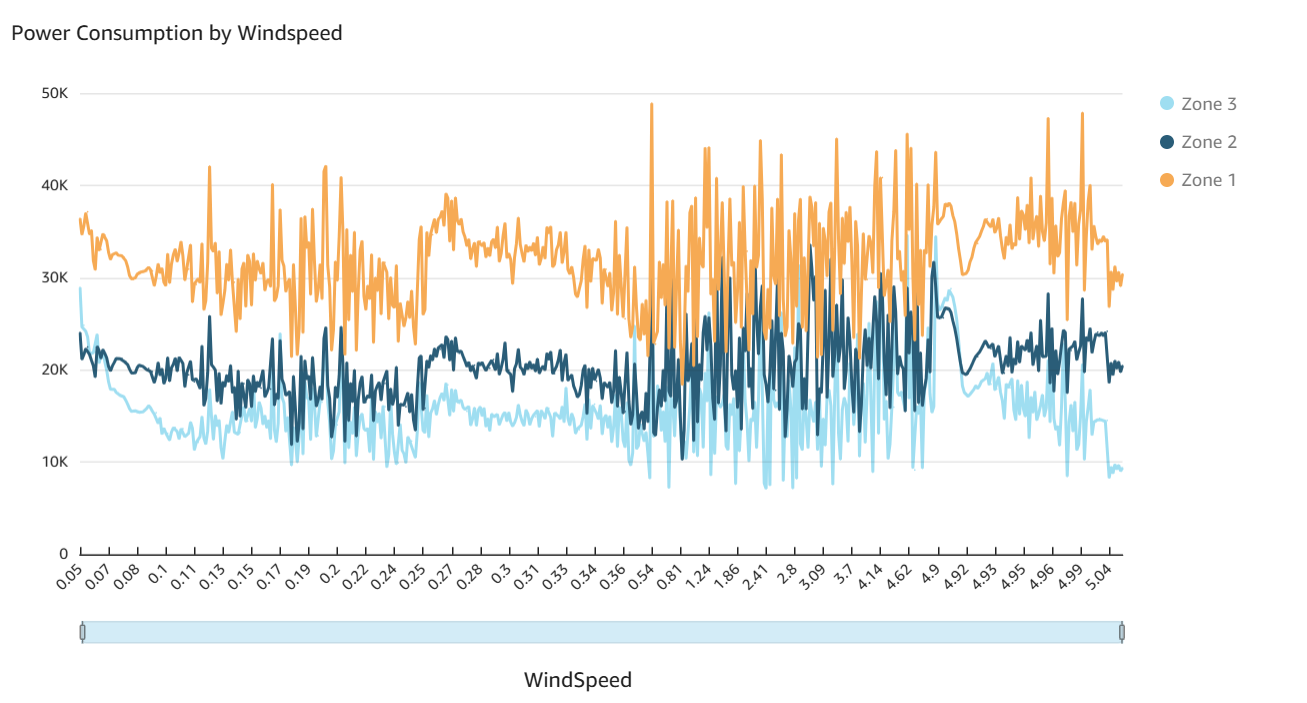 Power Consumption by Windspeed
50K
40K
30K
20K
10K
0
Zone 3
Zone 2
Zone 1
0.05 0.07 0.08 0.1 0.11 0.13 0.15 0.17 0.19 0.2 0.22 0.24 0.25 0.27 0.28 0.3 0.31 0.33 0.34 0.36 0.54 0.81 1.24 1.86 2.41 2.8 3.09 3.7 4.14 4.62 4.9 4.92 4.93 4.95 4.96 4.99 5.04
WindSpeed